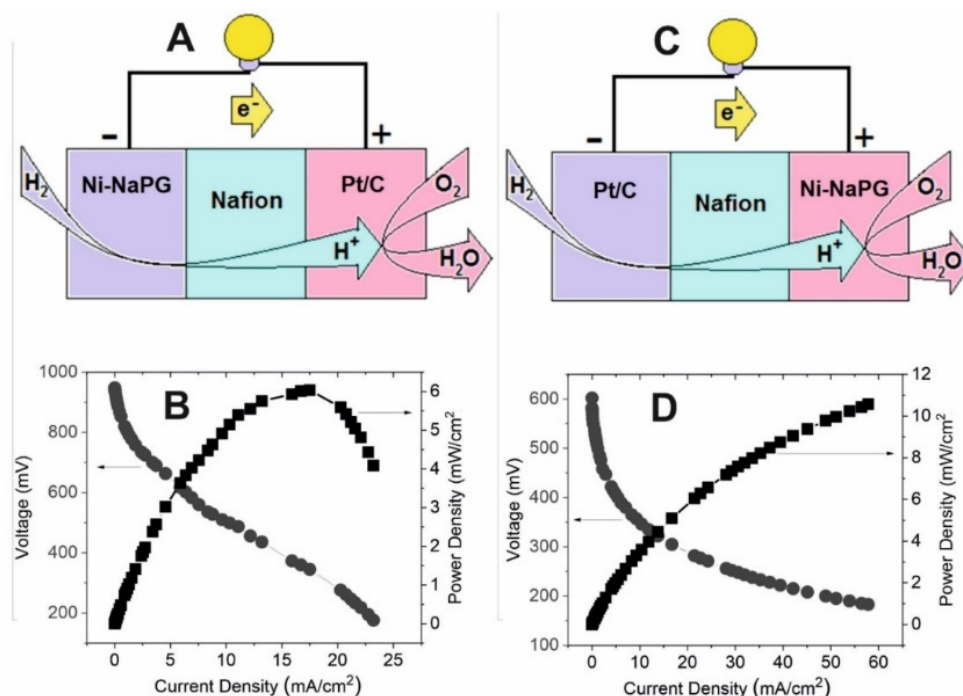 A
e⁻
-
+
H₂
Ni-NaPG
Nafion
Pt/C
O₂
H⁺
H₂O
C
e⁻
-
+
H₂
Pt/C
Nafion
Ni-NaPG
O₂
H⁺
H₂O
B
1000
800
600
400
200
Voltage (mV)
6
5
4
3
2
1
0
Power Density (mW/cm²)
0 5 10 15 20 25
Current Density (mA/cm²)
D
600
500
400
300
200
100
Voltage (mV)
12
10
8
6
4
2
0
Power Density (mW/cm²)
0 10 20 30 40 50 60
Current Density (mA/cm²)